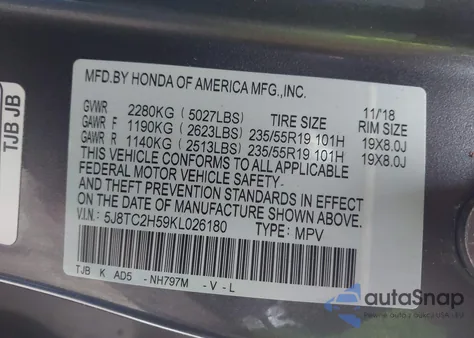 TJB JB
MFD.BY HONDA OF AMERICA MFG.,INC.
11/'18
GVWR 2280KG (5027LBS) TIRE SIZE RIM SIZE
GAWR F 1190KG (2623LBS) 235/55R19 101H 19X8.0J
GAWR R 1140KG (2513LBS) 235/55R19 101H 19X8.0J
THIS VEHICLE CONFORMS TO ALL APPLICABLE
FEDERAL MOTOR VEHICLE SAFETY-
AND THEFT PREVENTION STANDARDS IN EFFECT
ON THE DATE OF MANUFACTURE SHOWN ABOVE.
V.I.N: 5J8TC2H59KL026180 TYPE: MPV
TJB K AD5 - NH797M - V - L
autoSnap